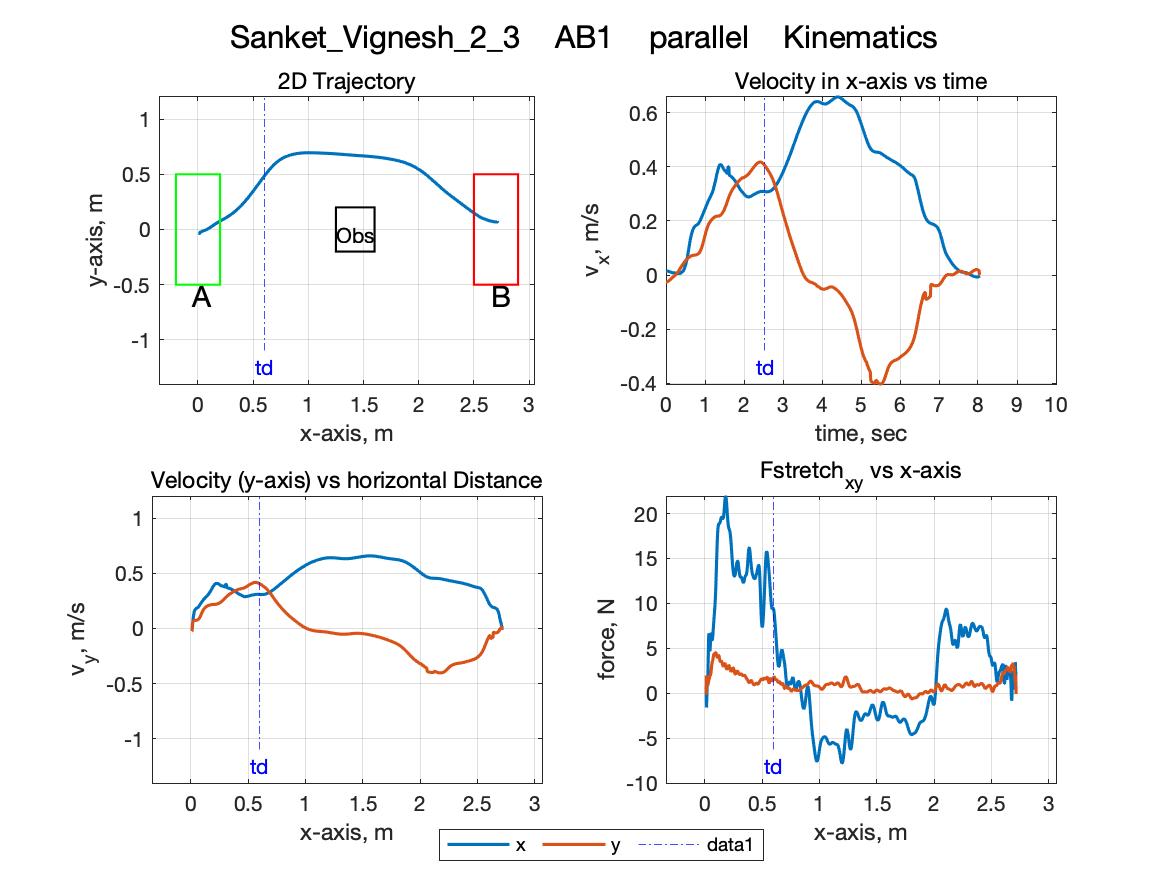 Sanket_Vignesh_2_3 AB1 parallel Kinematics
2D Trajectory
1
0.5
0
-0.5
-1
y-axis, m
A
Obs
B
td
0 0.5 1 1.5 2 2.5 3
x-axis, m
Velocity in x-axis vs time
0.6
0.4
0.2
0
-0.2
-0.4
v_x, m/s
td
0 1 2 3 4 5 6 7 8 9 10
time, sec
Velocity (y-axis) vs horizontal Distance
1
0.5
0
-0.5
-1
v_y, m/s
td
0 0.5 1 1.5 2 2.5 3
x-axis, m
Fstretch_xy vs x-axis
20
15
10
5
0
-5
-10
force, N
td
0 0.5 1 1.5 2 2.5 3
x-axis, m
x y data1